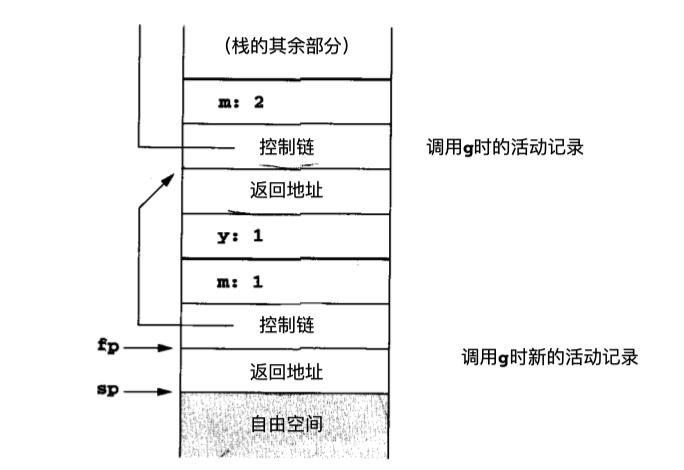 （栈的其余部分）
m: 2
控制链
调用g时的活动记录
返回地址
y: 1
m: 1
控制链
fp
调用g时新的活动记录
返回地址
sp
自由空间